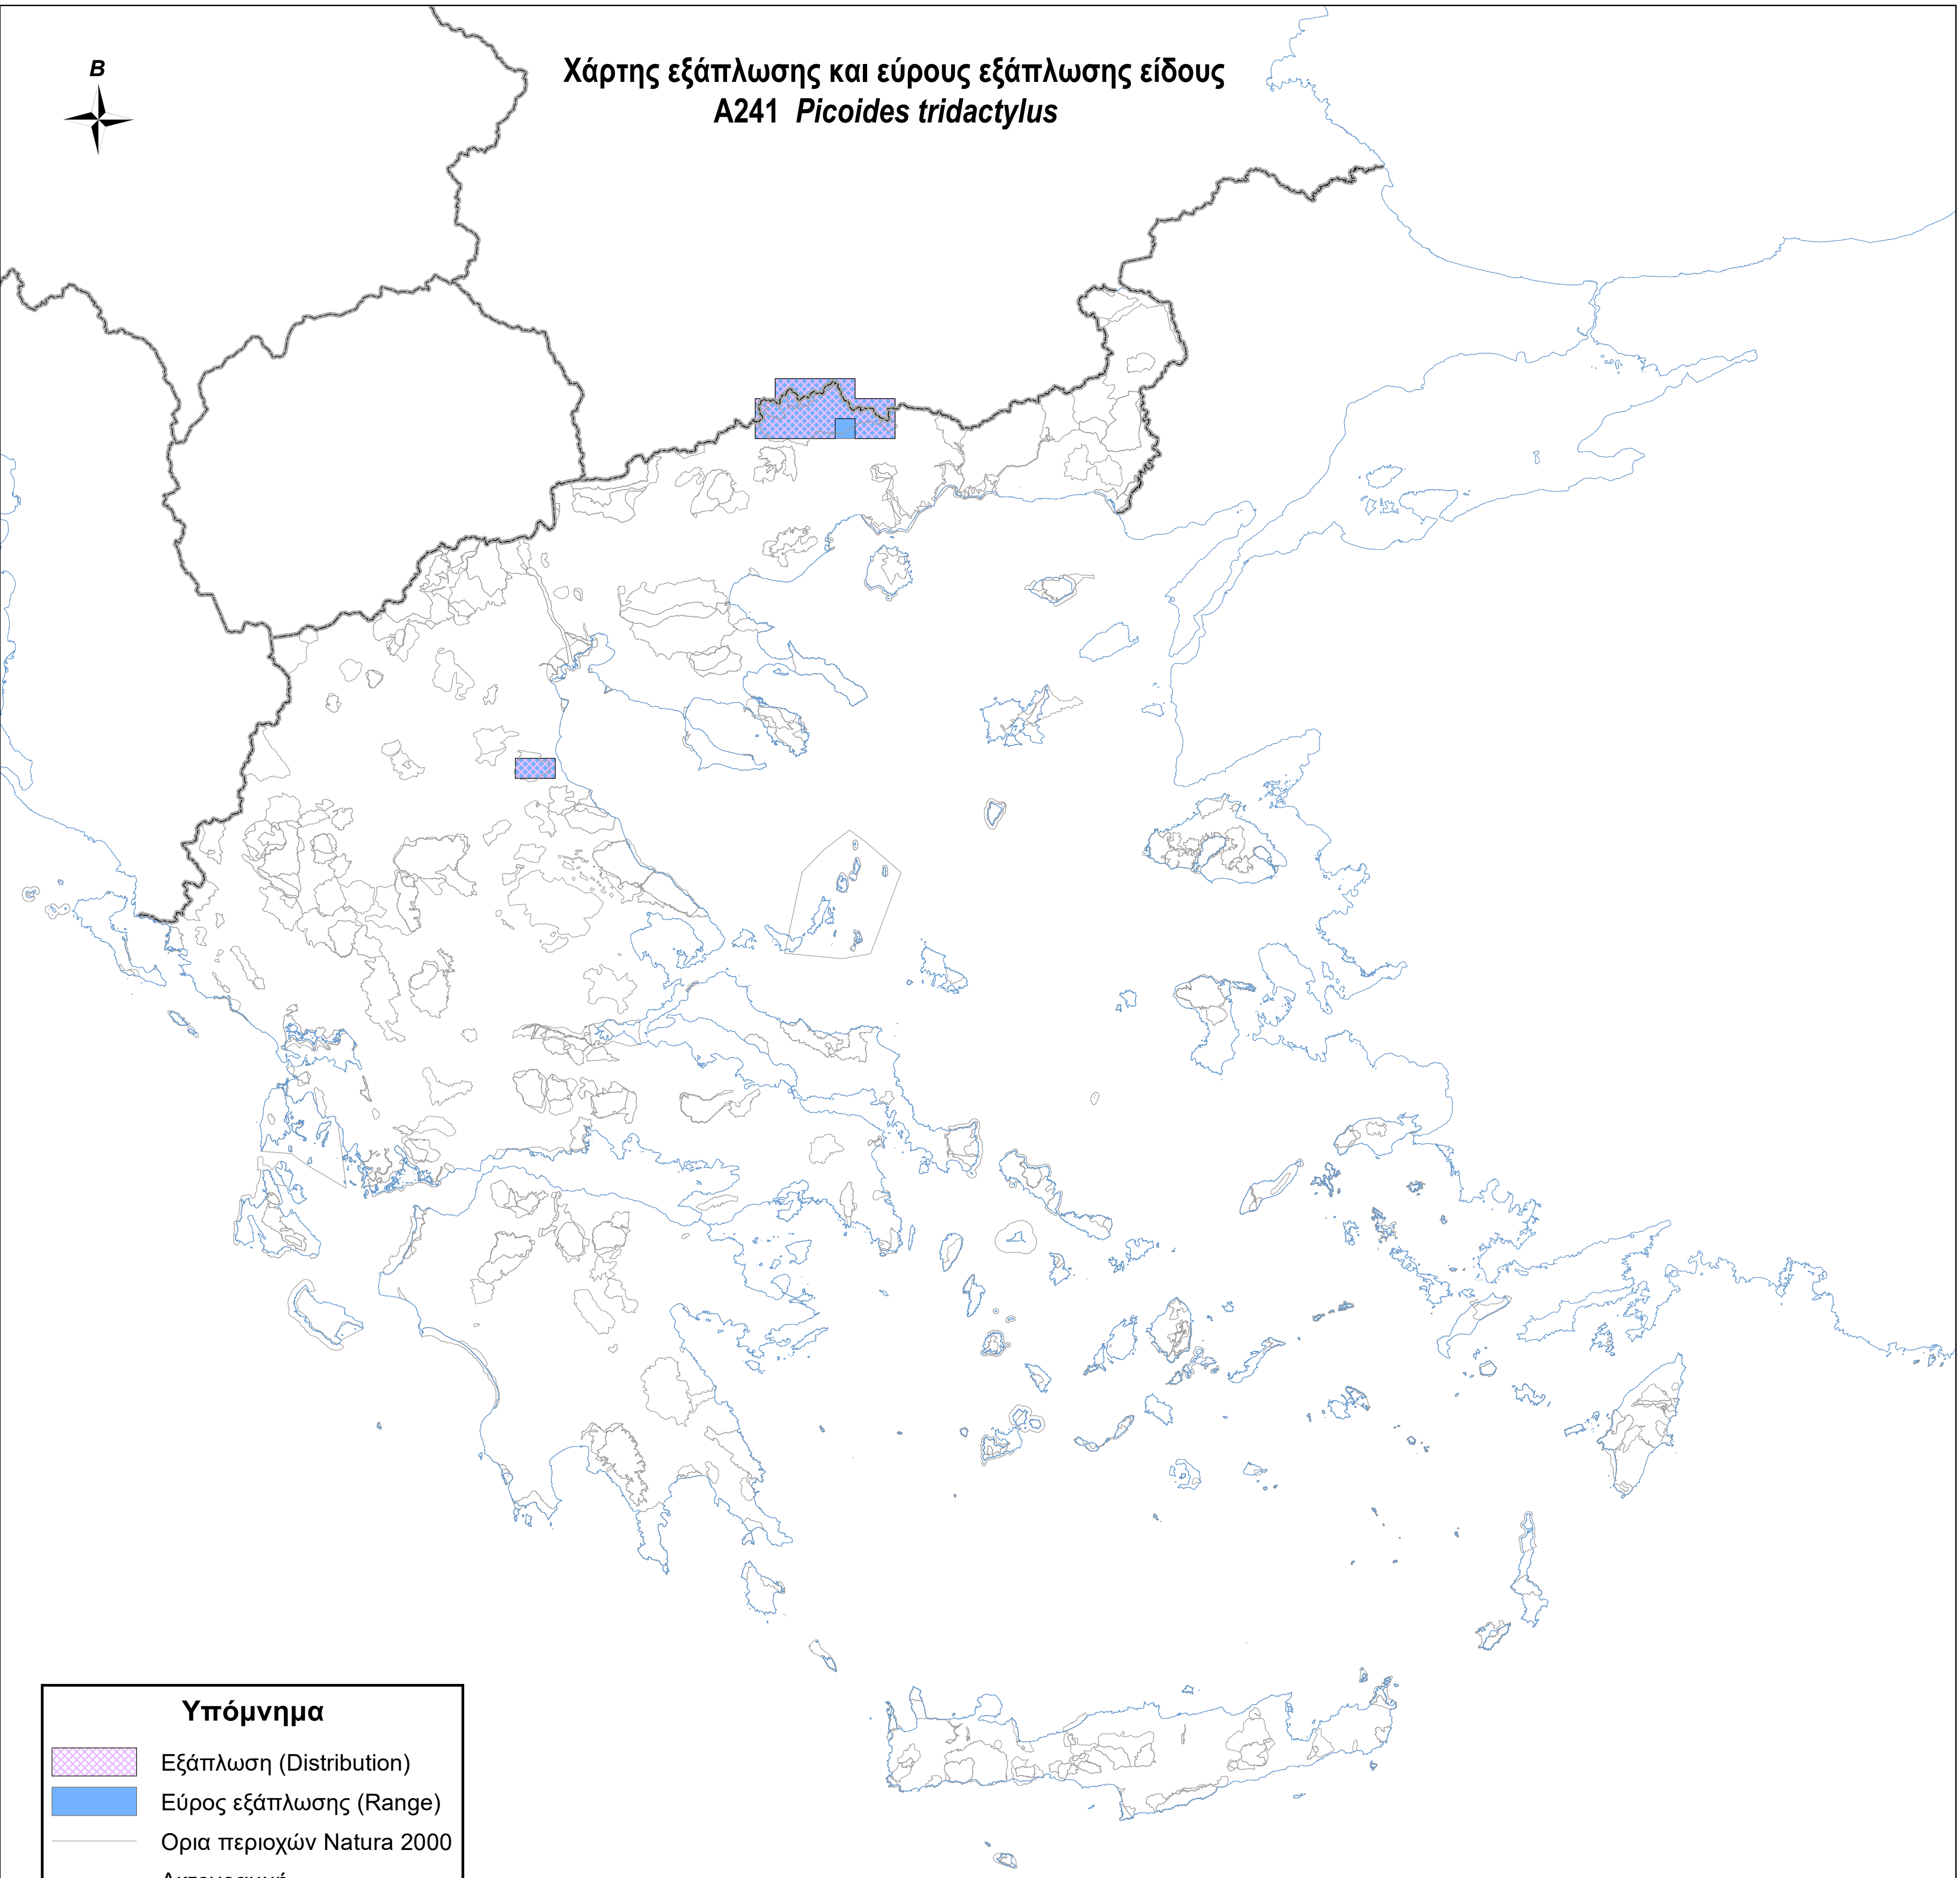 B
Χάρτης εξάπλωσης και εύρους εξάπλωσης είδους
A241 Picoides tridactylus
Υπόμνημα
Εξάπλωση (Distribution)
Εύρος εξάπλωσης (Range)
Ορια περιοχών Natura 2000